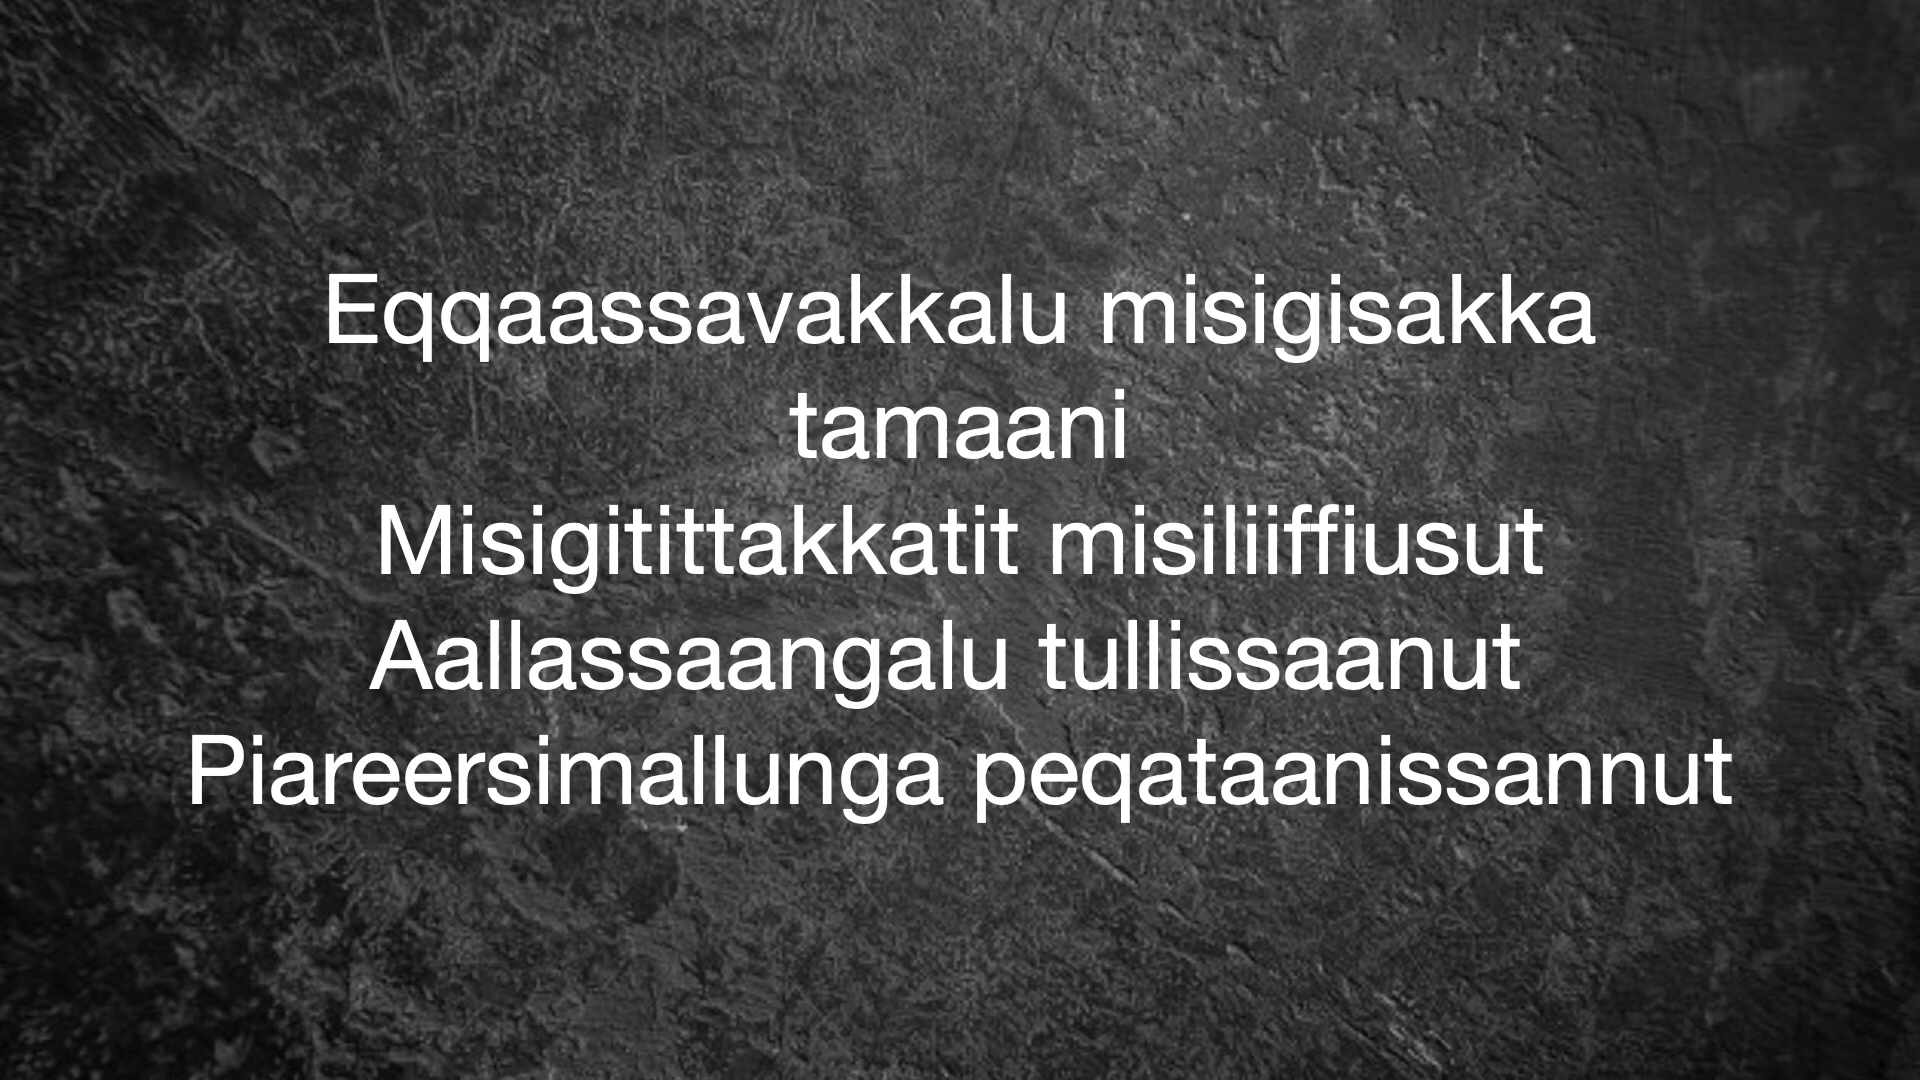 Eqqaassavakkalu misigisakka
tamaani
Misigitittakkatit misiliiffiusut
Aallassaangalu tullissaanut
Piareersimallunga peqataanissannut